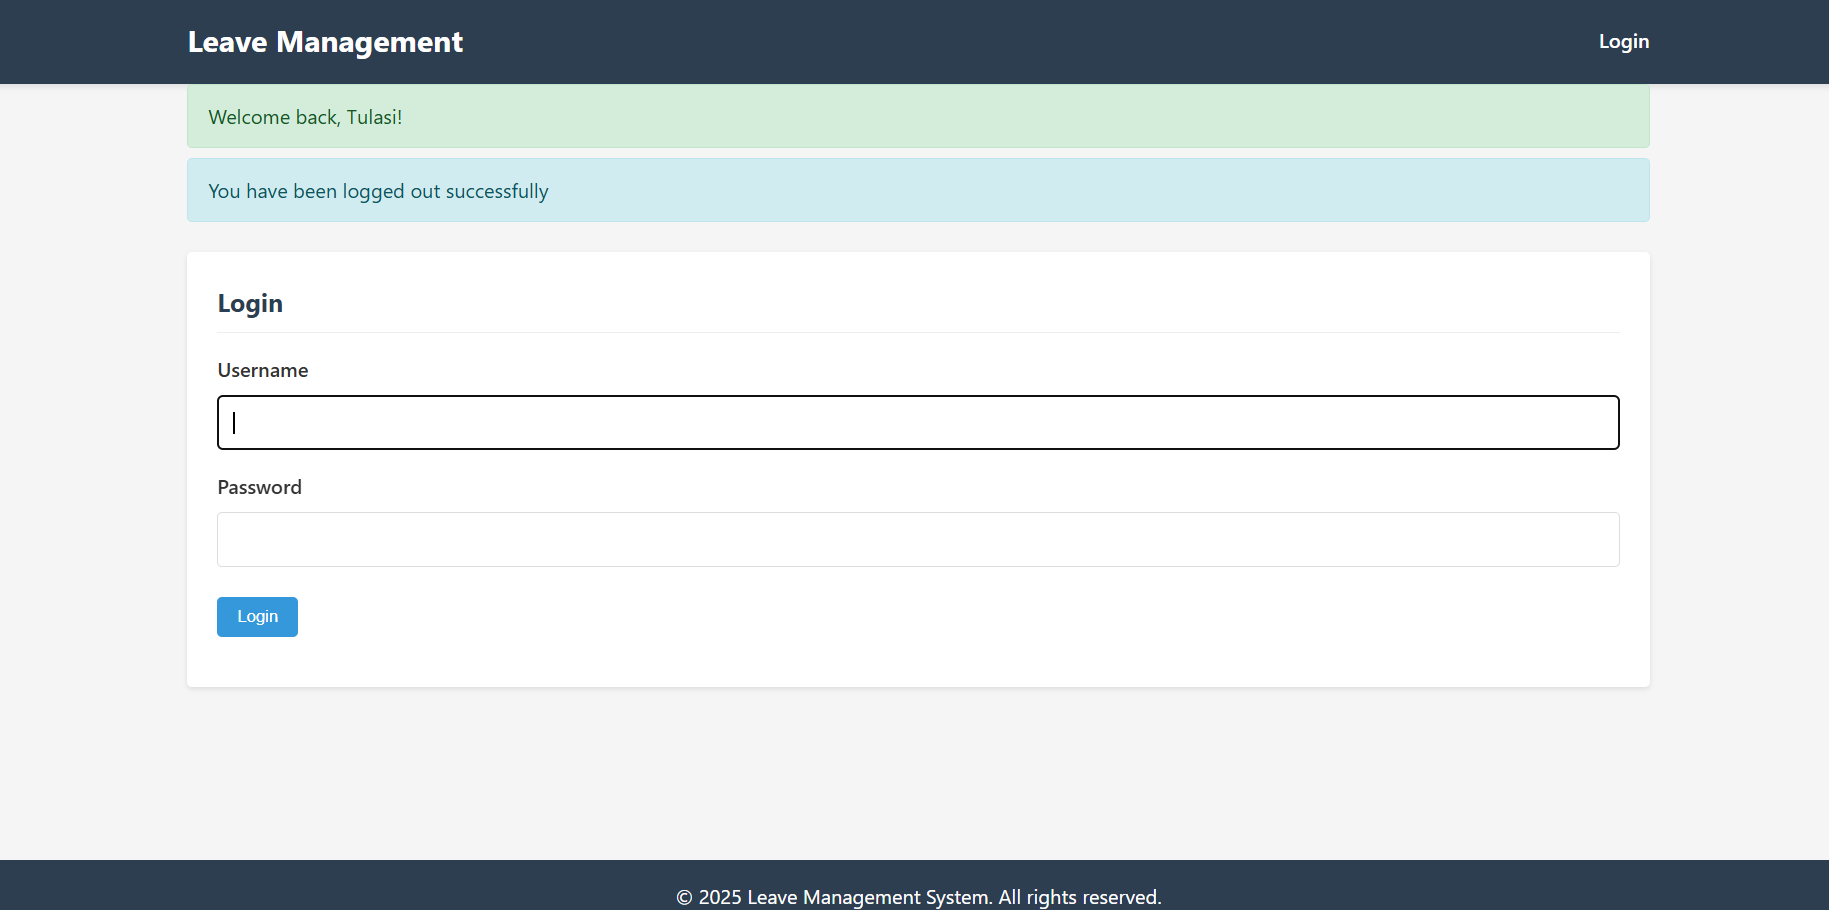 Leave Management
Login
Welcome back, Tulasi!
You have been logged out successfully
Login
Username
Password
Login
© 2025 Leave Management System. All rights reserved.